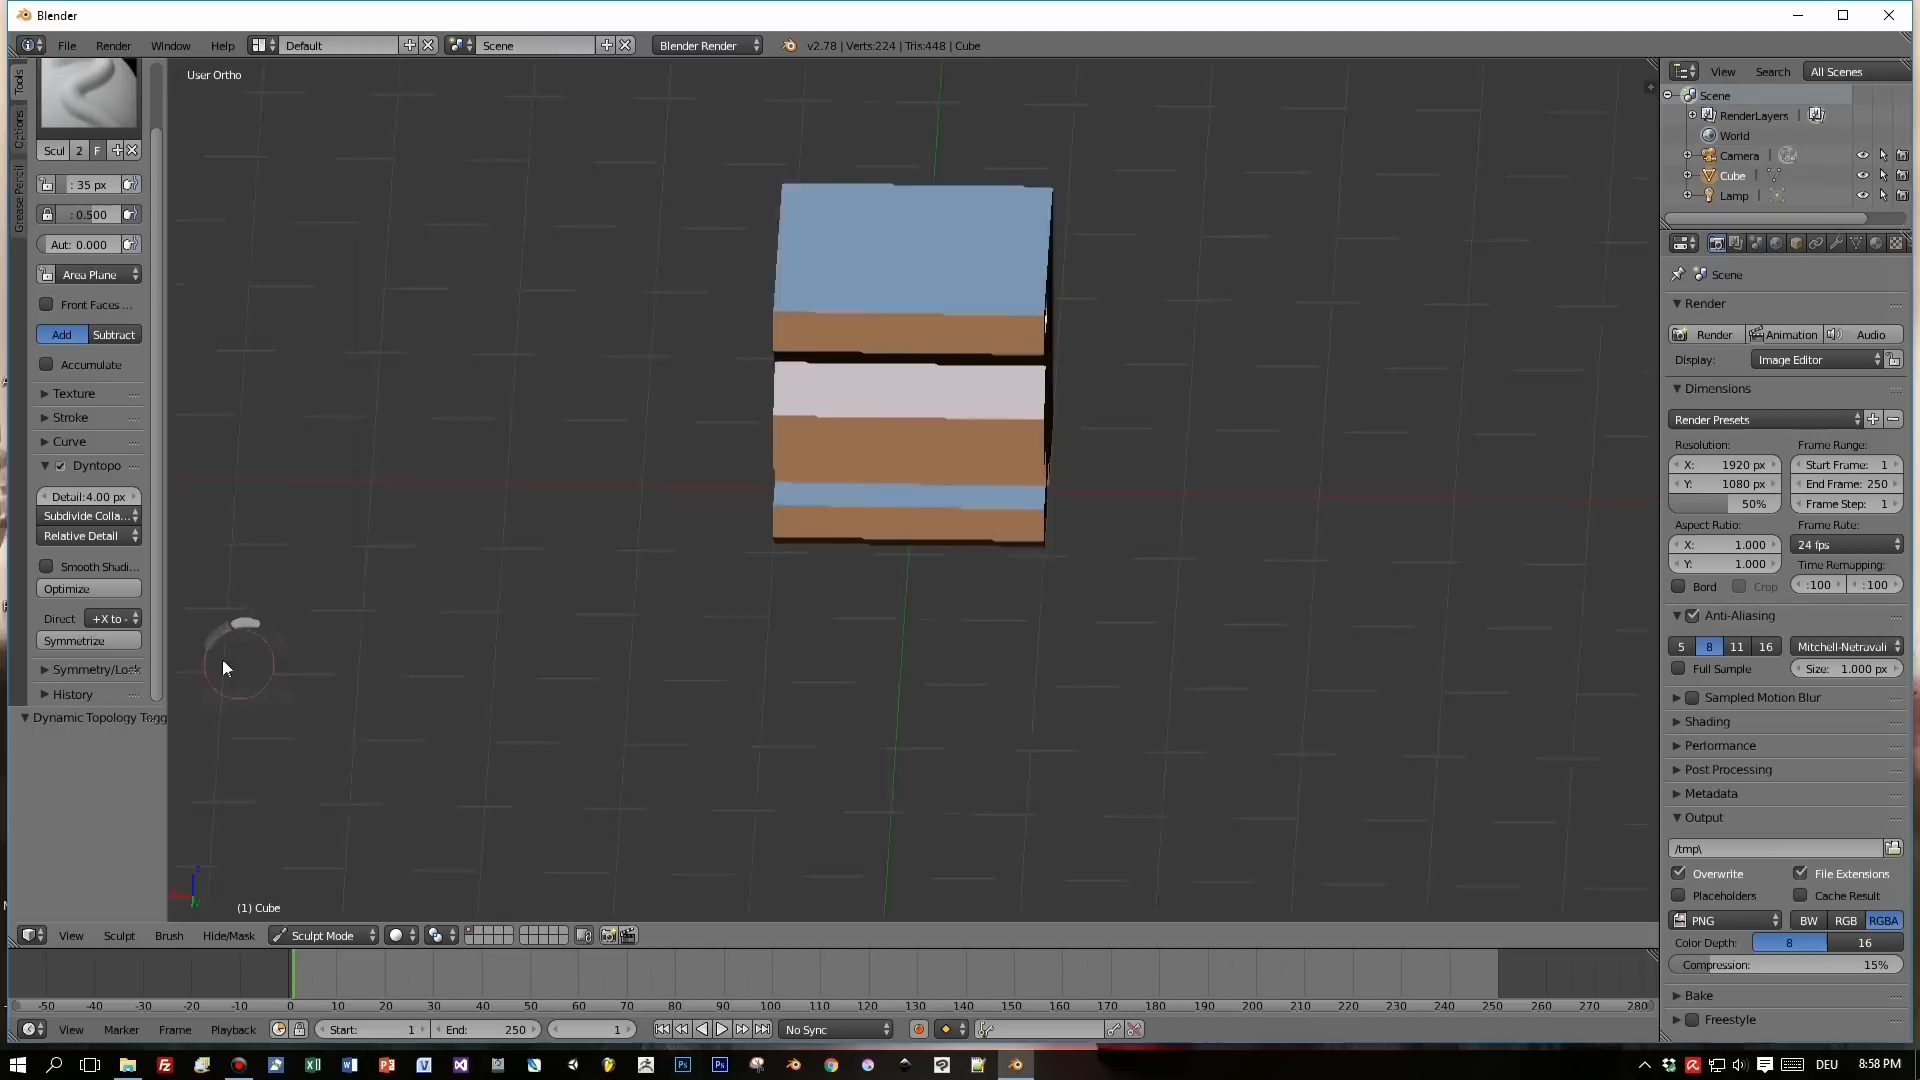 Blender
File Render Window Help Default Scene Blender Render v2.78 | Verts:224 | Tris:448 | Cube
User Ortho
Tools
Options
Grease Pencil
Scul 2 F
: 35 px
: 0.500
Aut: 0.000
Area Plane
Front Faces ...
Add Subtract
Accumulate
Texture
Stroke
Curve
Dyntopo
Detail:4.00 px
Subdivide Colla...
Relative Detail
Smooth Shadi...
Optimize
Direct +X to -
Symmetrize
Symmetry/Lock
History
Dynamic Topology Togg
(1) Cube
View Sculpt Brush Hide/Mask Sculpt Mode
-50 -40 -30 -20 -10 0 10 20 30 40 50 60 70 80 90 100 110 120 130 140 150 160 170 180 190 200 210 220 230 240 250 260 270 280
View Marker Frame Playback Start: 1 End: 250 1 No Sync
View Search All Scenes
Scene
RenderLayers |
World
Camera |
Cube |
Lamp |
Scene
Render
Render Animation Audio
Display: Image Editor
Dimensions
Render Presets
Resolution: Frame Range:
X: 1920 px Start Frame: 1
Y: 1080 px End Frame: 250
50% Frame Step: 1
Aspect Ratio: Frame Rate:
X: 1.000 24 fps
Y: 1.000 Time Remapping:
Bord Crop :100 :100
Anti-Aliasing
5 8 11 16 Mitchell-Netravali
Full Sample Size: 1.000 px
Sampled Motion Blur
Shading
Performance
Post Processing
Metadata
Output
/tmp\
Overwrite File Extensions
Placeholders Cache Result
PNG BW RGB RGBA
Color Depth: 8 16
Compression: 15%
Bake
Freestyle
DEU 8:58 PM